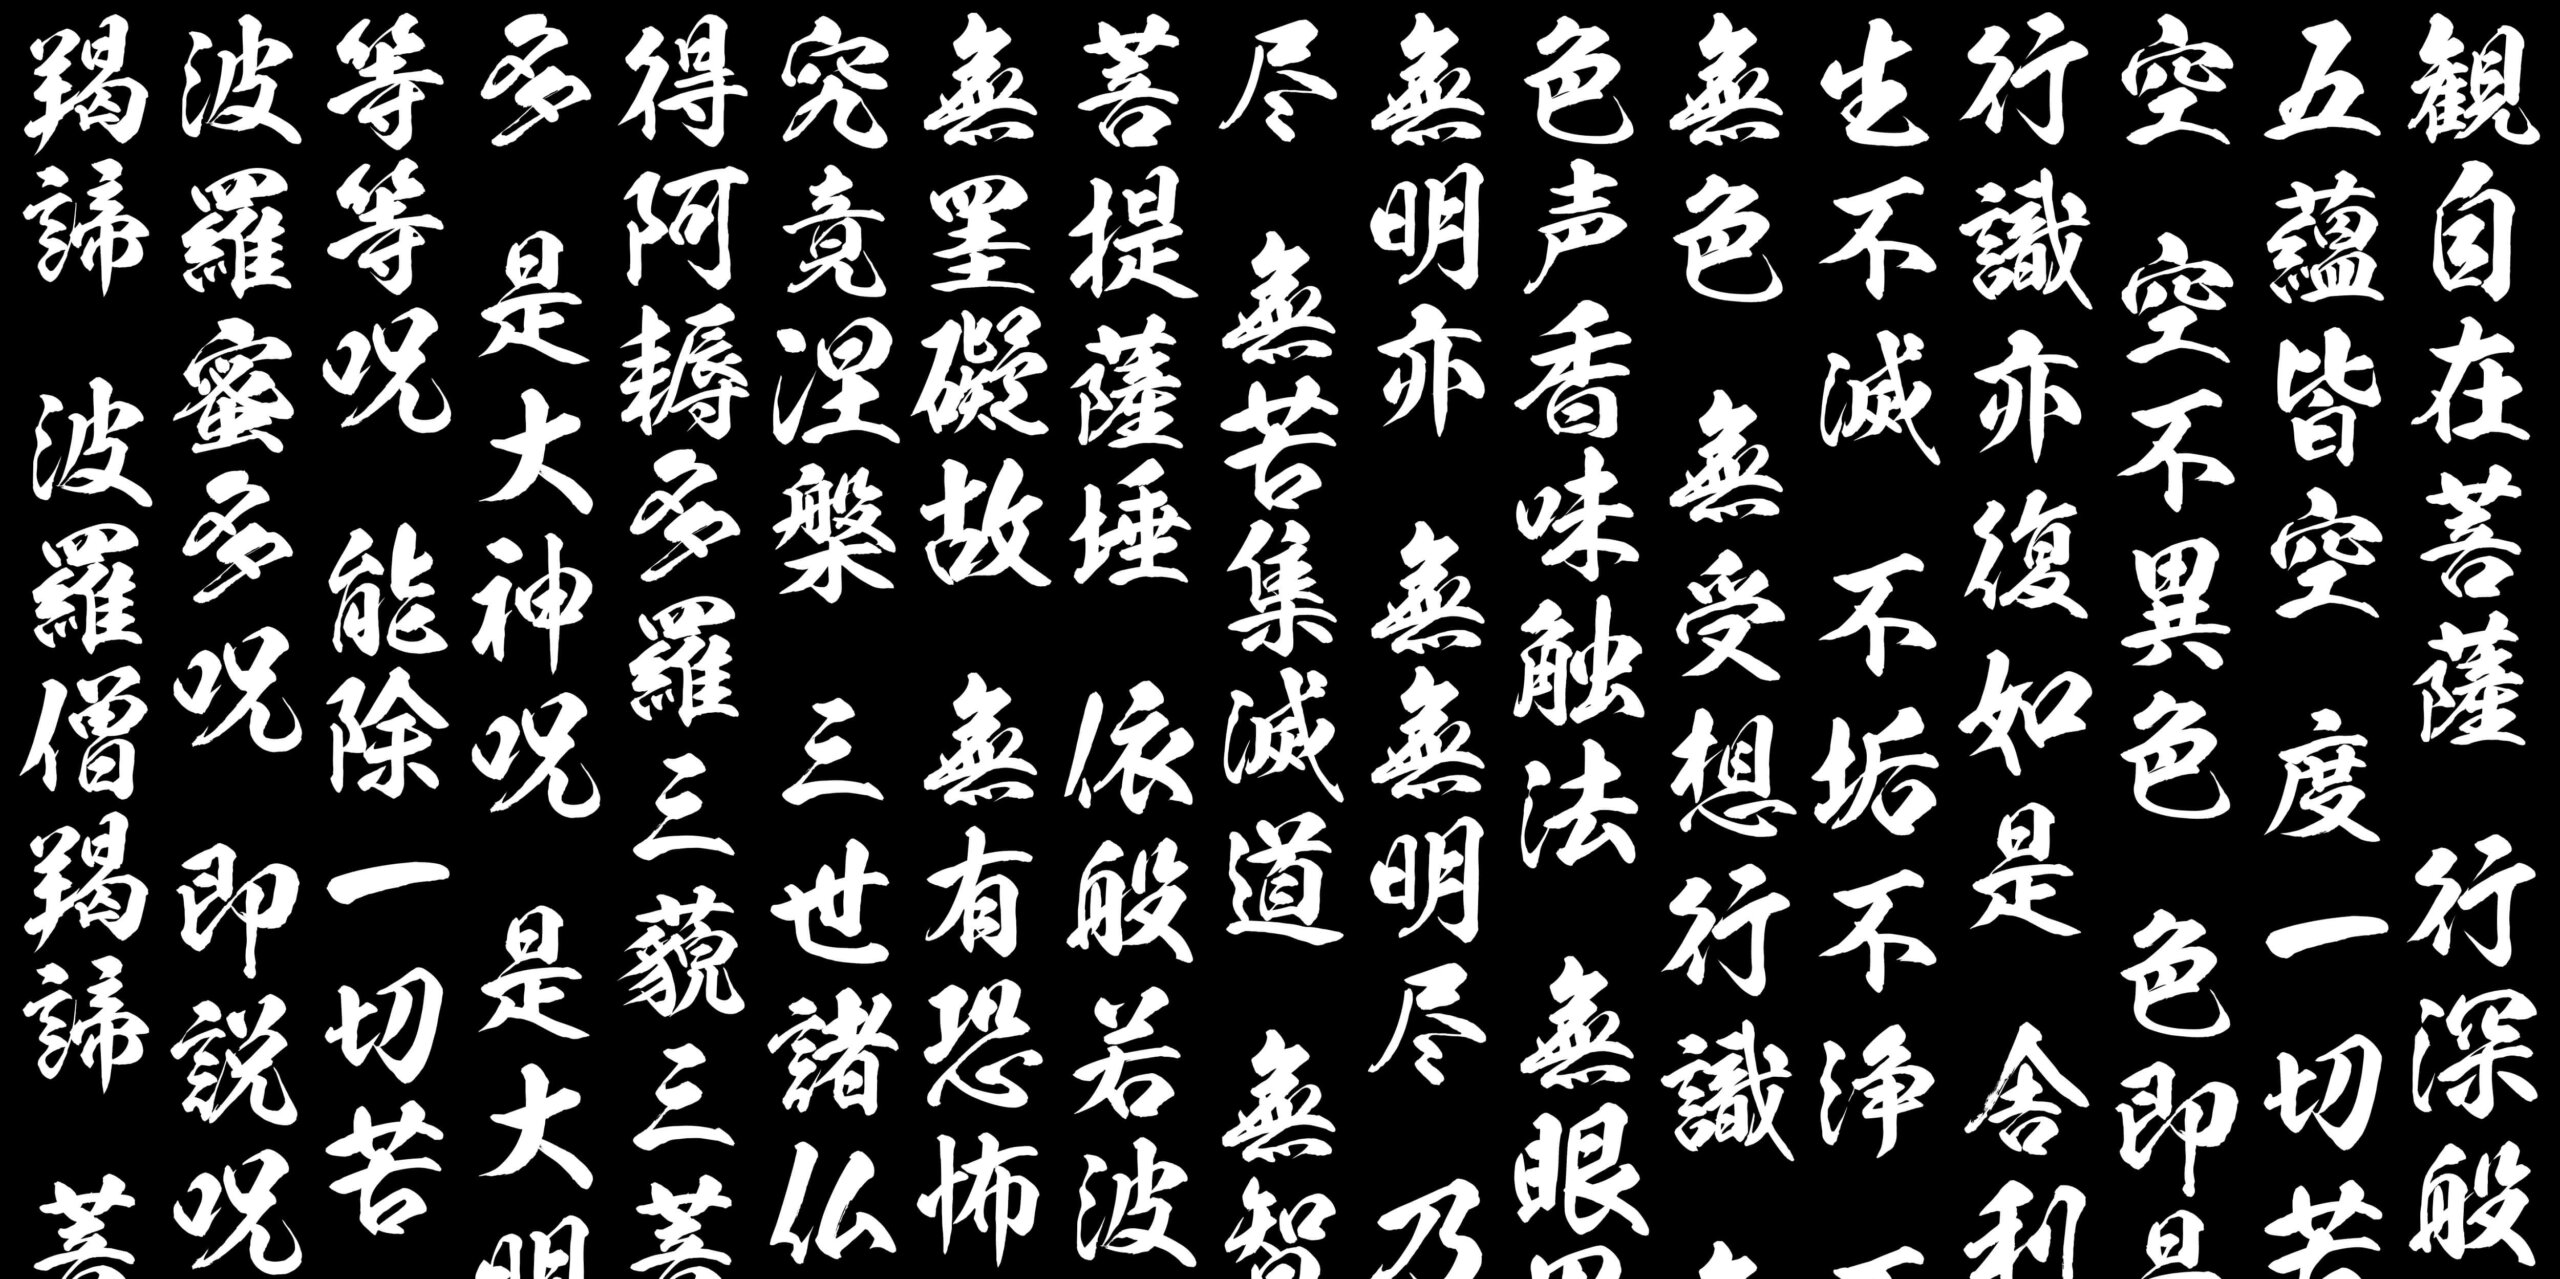 観自在菩薩　行深般
五蘊皆空　度一切苦
空　空不異色　色即是
行識亦復如是　舎利
生不滅　不垢不浄　不
無色　無受想行識　無
色声香味触法　無眼界
無明亦　無無明尽　乃
尽　無苦集滅道　無智
菩提薩埵　依般若波
無罣礙故　無有恐怖
究竟涅槃　三世諸仏
得阿耨多羅三藐三菩
多　是大神呪　是大明
等等呪　能除一切苦
波羅蜜多呪　即説呪
羯諦　波羅僧羯諦　菩